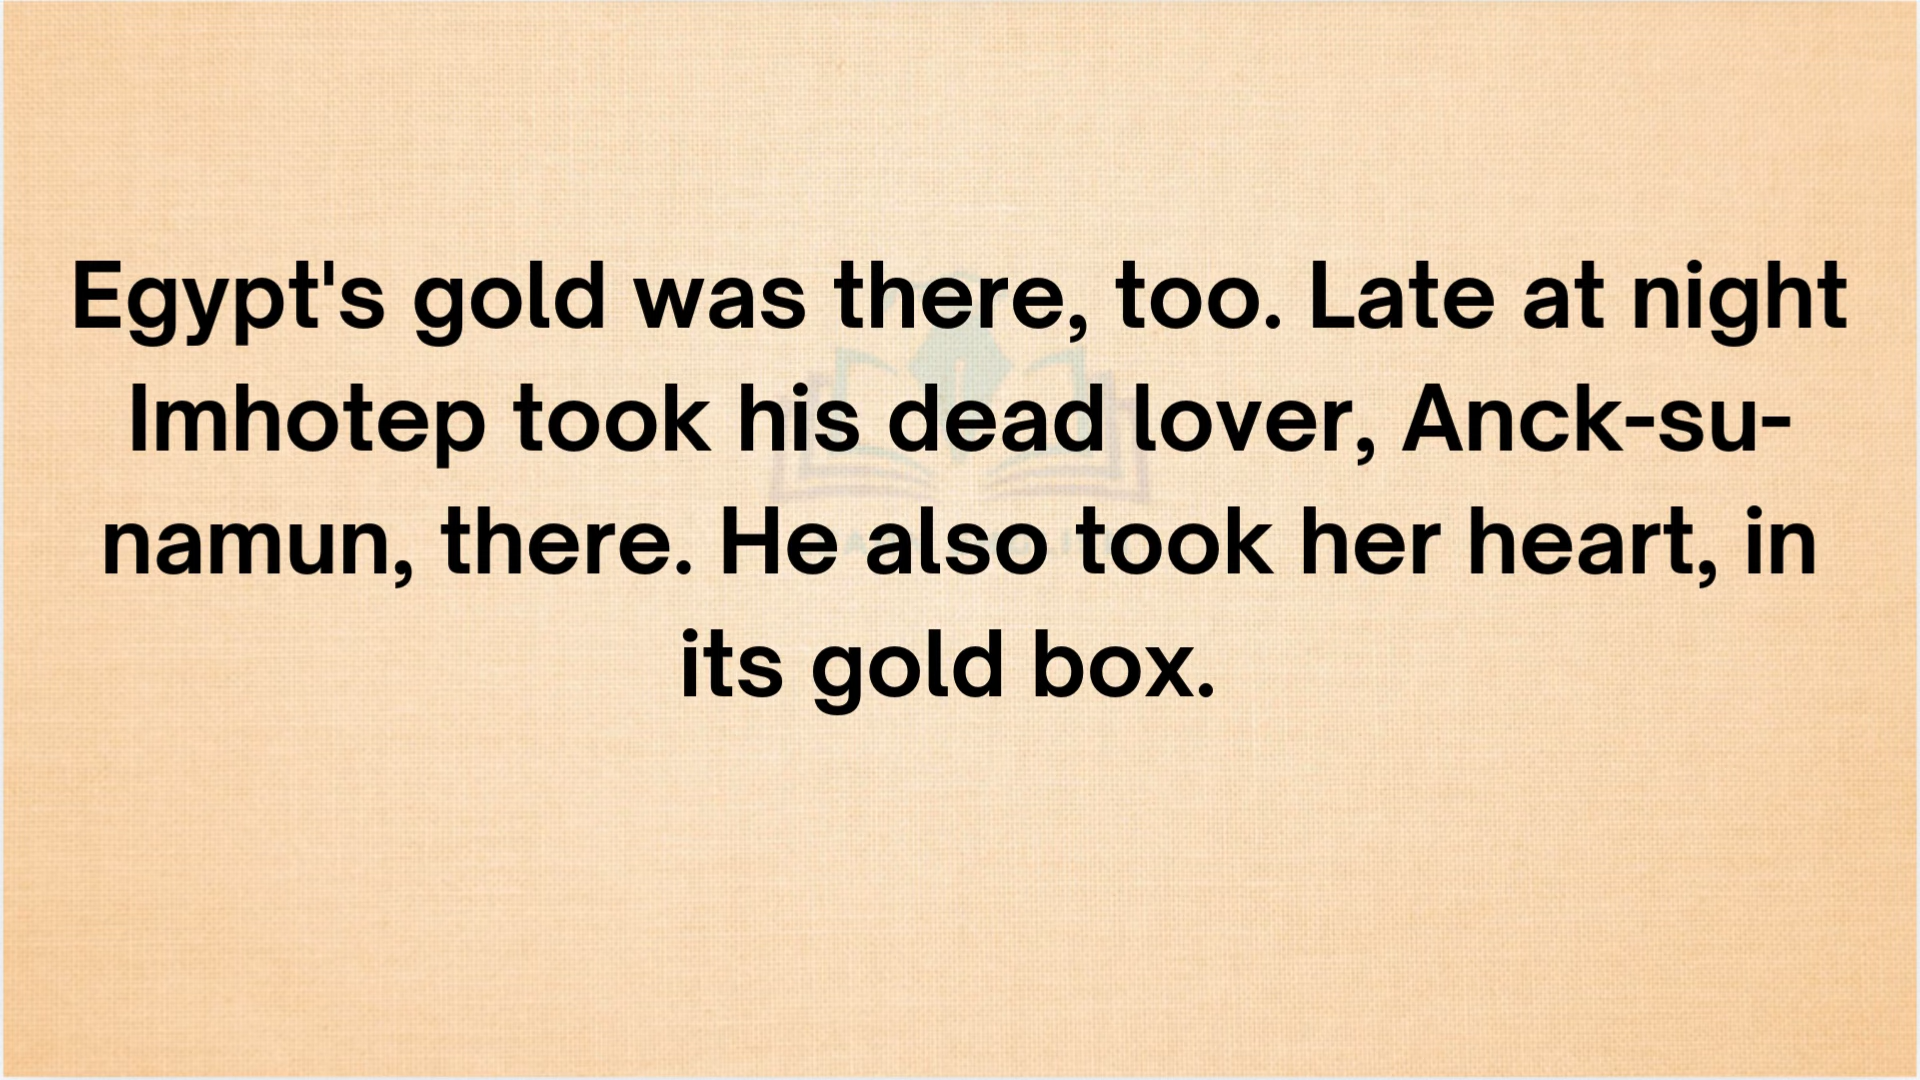 Egypt's gold was there, too. Late at night
Imhotep took his dead lover, Anck-su-
namun, there. He also took her heart, in
its gold box.